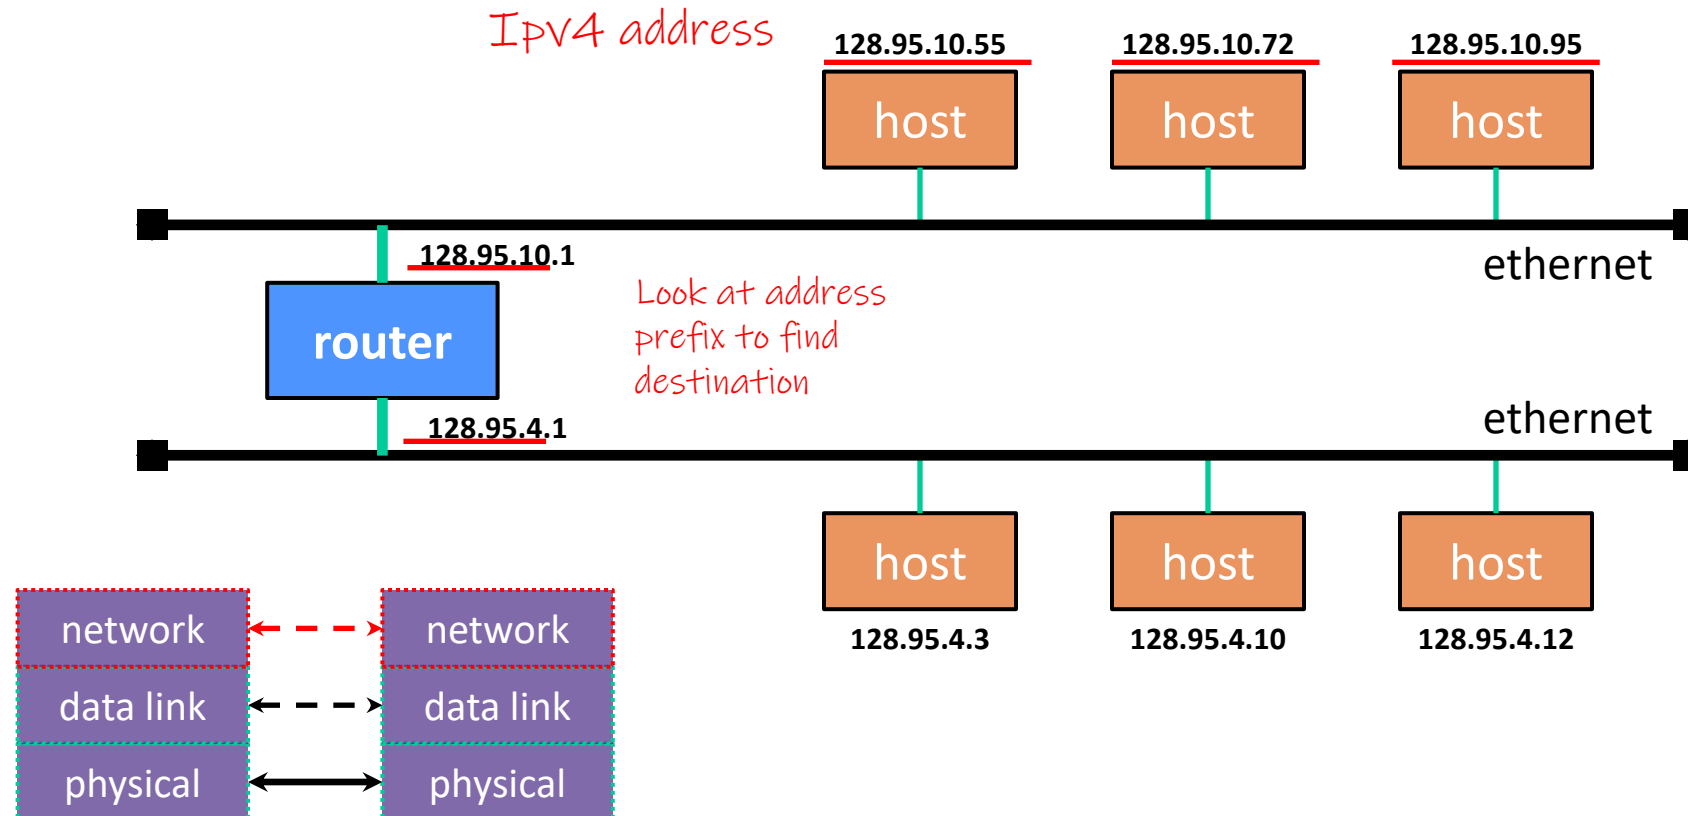 Ipv4 address
128.95.10.55
128.95.10.72
128.95.10.95
host
host
host
128.95.10.1
ethernet
Look at address
prefix to find
destination
router
128.95.4.1
ethernet
host
host
host
128.95.4.3
128.95.4.10
128.95.4.12
network
network
data link
data link
physical
physical